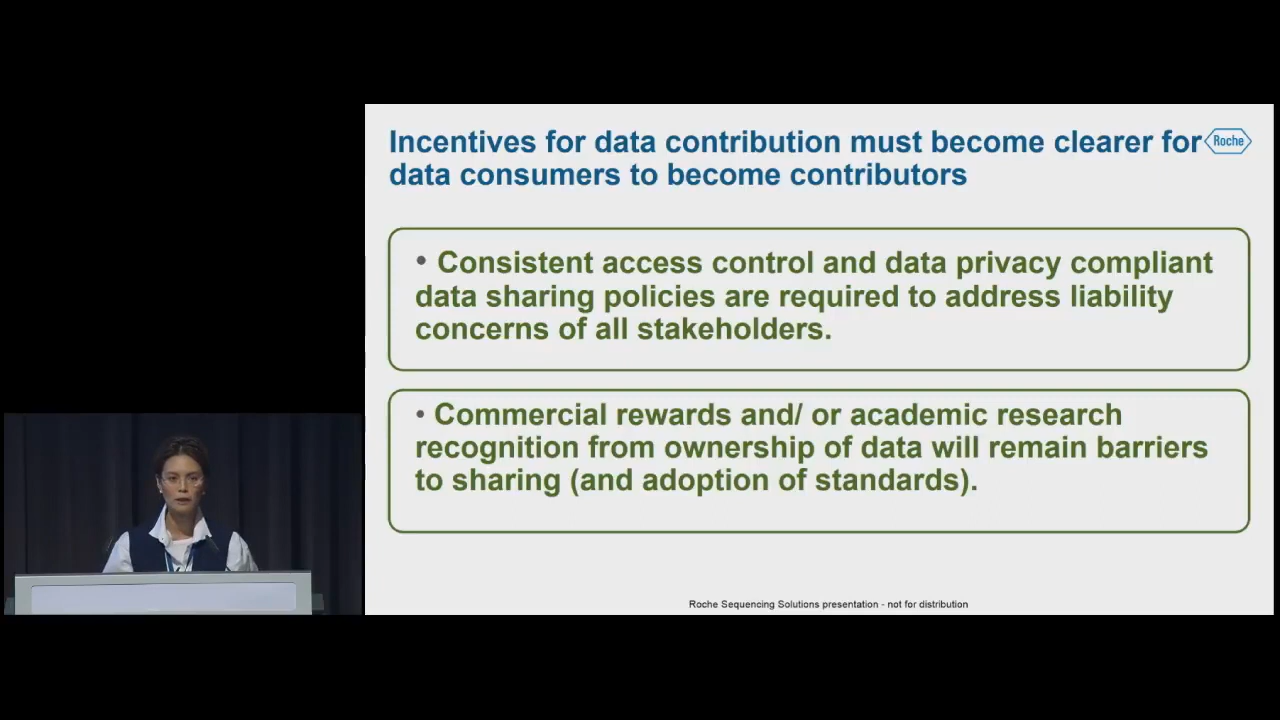 Incentives for data contribution must become clearer for
Roche
data consumers to become contributors
• Consistent access control and data privacy compliant
data sharing policies are required to address liability
concerns of all stakeholders.
• Commercial rewards and/ or academic research
recognition from ownership of data will remain barriers
to sharing (and adoption of standards).
Roche Sequencing Solutions presentation - not for distribution